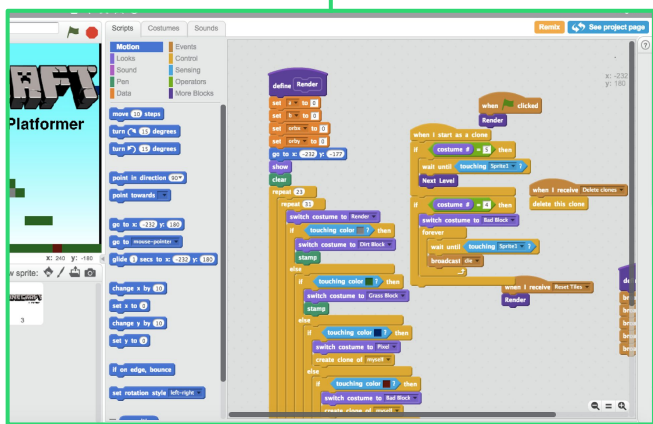 Scripts Costumes Sounds
Remix See project page
Motion Events
Looks Control
Sound Sensing
Pen Operators
Data More Blocks
move 10 steps
turn 15 degrees
turn 15 degrees
point in direction 90
point towards
go to x: -232 y: 180
go to mouse-pointer
glide 1 secs to x: -232 y: 180
change x by 10
set x to 0
change y by 10
set y to 0
if on edge, bounce
set rotation style left-right
Platformer
x: 240 y: -180
sprite:
3
x: -232
y: 180
define Render
set to 0
set to 0
set orbx to 0
set orby to 0
go to x: -232 y: -177
show
clear
repeat 23
repeat 31
switch costume to Render
if touching color ? then
switch costume to Dirt Block
stamp
else
if touching color ? then
switch costume to Grass Block
stamp
else
if touching color ? then
switch costume to Pixel
create clone of myself
else
if touching color ? then
switch costume to Bad Block
create clone of myself
when clicked
Render
when I start as a clone
if costume # = 5 then
wait until touching Sprite1 ?
Next Level
if costume # = 4 then
switch costume to Bad Block
forever
wait until touching Sprite1 ?
broadcast die
when I receive Delete clones
delete this clone
when I receive Reset Tiles
Render